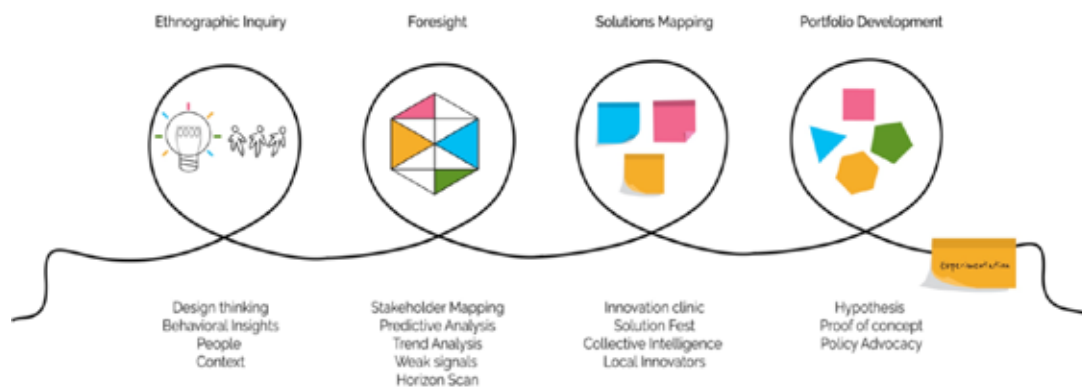 Ethnographic Inquiry
Foresight
Solutions Mapping
Portfolio Development
Experimentation
Design thinking
Behavioral Insights
People
Context
Stakeholder Mapping
Predictive Analysis
Trend Analysis
Weak signals
Horizon Scan
Innovation clinic
Solution Fest
Collective Intelligence
Local Innovators
Hypothesis
Proof of concept
Policy Advocacy